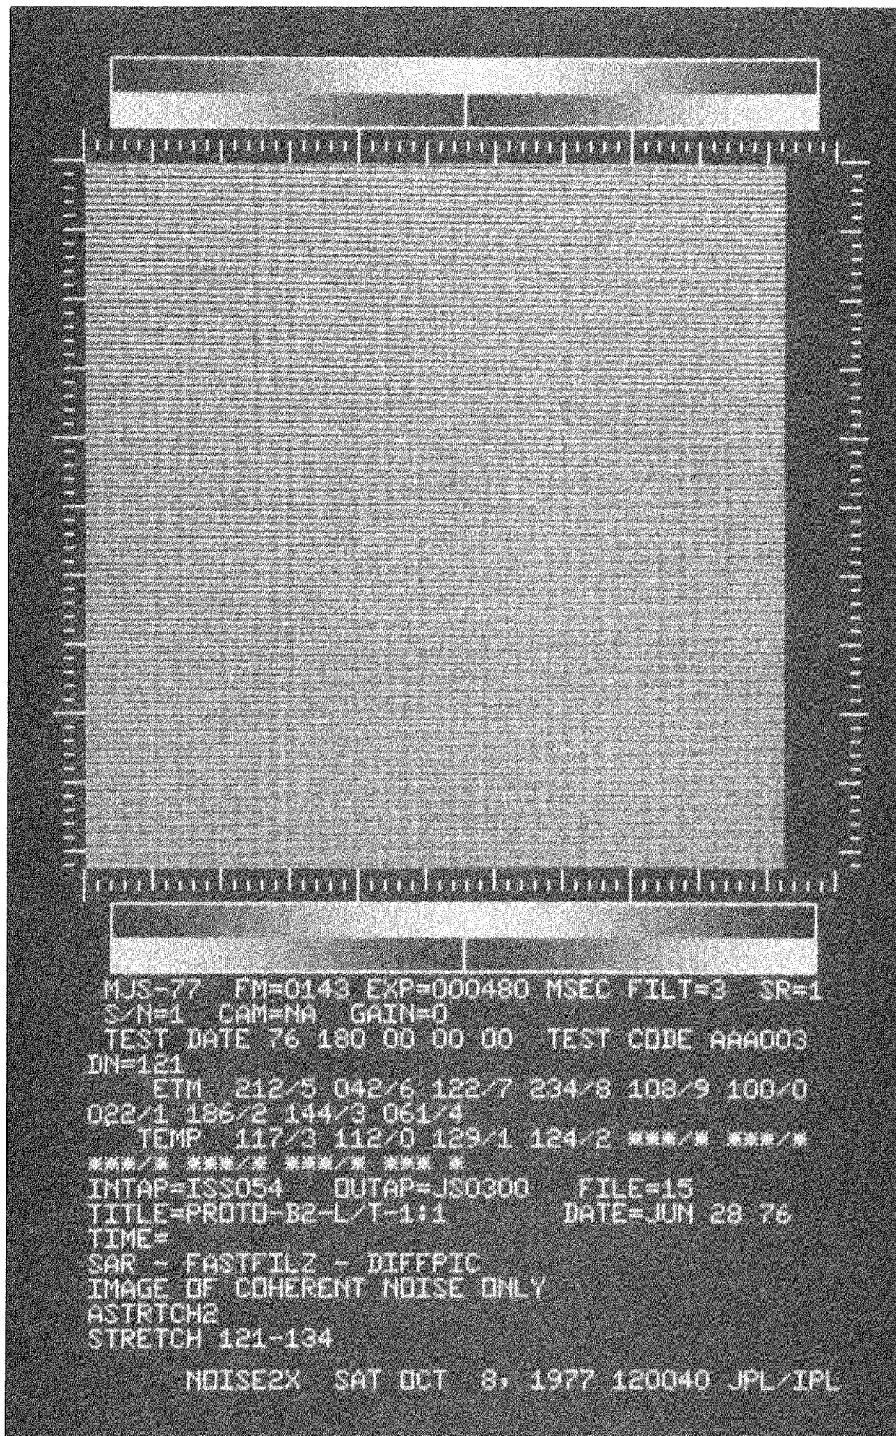 MJS-77 FM=0143 EXP=000480 MSEC FILT=3 SR=1
S/N=1 CAM=NA GAIN=0
TEST DATE 76 180 00 00 00 TEST CODE AAA003
DN=121
ETM 212/5 042/6 122/7 234/8 108/9 100/0
022/1 186/2 144/3 061/4
TEMP 117/3 112/0 129/1 124/2 ***/* ***/*
***/* ***/* ***/* *** *
INTAP=ISS054 OUTAP=JS0300 FILE=15
TITLE=PROTO-B2-L/T-1:1 DATE=JUN 28 76
TIME=
SAR - FASTFILZ - DIFFPIC
IMAGE OF COHERENT NOISE ONLY
ASTRTCH2
STRETCH 121-134
NOISE2X SAT OCT 8, 1977 120040 JPL/IPL